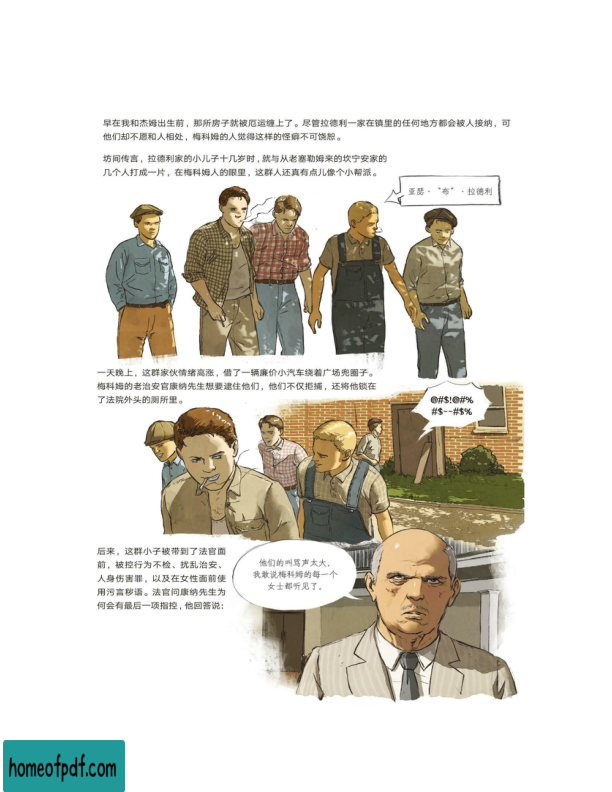 早在我和杰姆出生前，那所房子就被厄运缠上了。尽管拉德利一家在镇里的任何地方都会被人接纳，可
他们却不愿和人相处，梅科姆的人觉得这样的怪癖不可饶恕。
坊间传言，拉德利家的小儿子十几岁时，就与从老塞勒姆来的坎宁安家的
几个人打成一片，在梅科姆人的眼里，这群人还真有点儿像个小帮派。
亚瑟·“布”·拉德利
一天晚上，这群家伙情绪高涨，借了一辆廉价小汽车绕着广场兜圈子。
梅科姆的老治安官康纳先生想要逮住他们，他们不仅拒捕，还将他锁在
了法院外头的厕所里。
@#$!@#%
#$~~#$%
后来，这群小子被带到了法官面
前，被控行为不检、扰乱治安、
人身伤害罪，以及在女性面前使
用污言秽语。法官问康纳先生为
何会有最后一项指控，他回答说：
他们的叫骂声太大，
我敢说梅科姆的每一个
女士都听见了。
homeofpdf.com